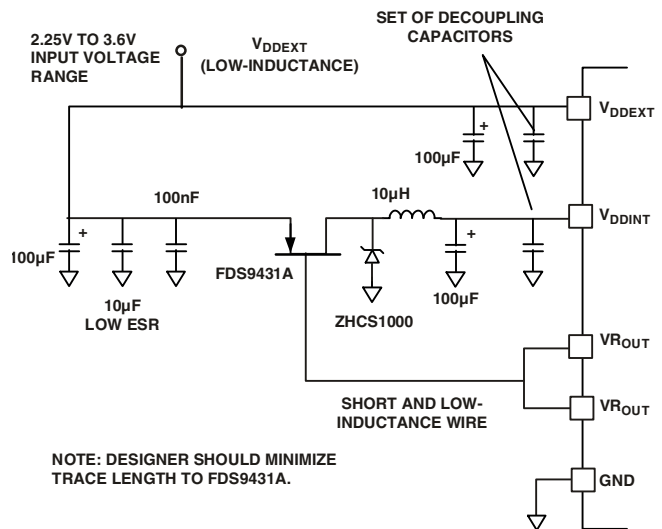 SET OF DECOUPLING
CAPACITORS
2.25V TO 3.6V
INPUT VOLTAGE
RANGE
VDDEXT
(LOW-INDUCTANCE)
VDDEXT
+
100µF
100nF
10µH
VDDINT
+
100µF
+
FDS9431A
10µF
LOW ESR
100µF
ZHCS1000
VROUT
SHORT AND LOW-
INDUCTANCE WIRE
VROUT
NOTE: DESIGNER SHOULD MINIMIZE
TRACE LENGTH TO FDS9431A.
GND